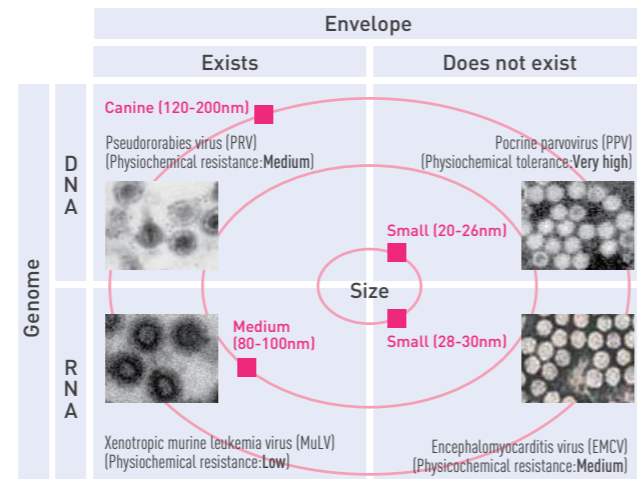 Envelope
Exists
Does not exist
Genome
DNA
Canine (120-200nm)
Pseudororabies virus (PRV)
(Physiochemical resistance:Medium)
Pocrine parvovirus (PPV)
(Physiochemical tolerance:Very high)
Small (20-26nm)
Size
RNA
Medium
(80-100nm)
Small (28-30nm)
Xenotropic murine leukemia virus (MuLV)
(Physiochemical resistance:Low)
Encephalomyocarditis virus (EMCV)
(Physicochemical resistance:Medium)